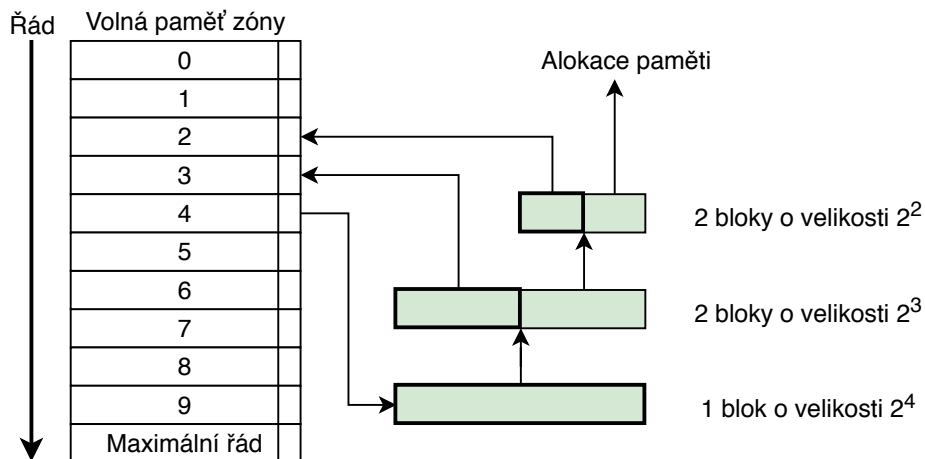 Řád
Volná paměť zóny
0
1
2
3
4
5
6
7
8
9
Maximální řád
Alokace paměti
2 bloky o velikosti 2²
2 bloky o velikosti 2³
1 blok o velikosti 2⁴